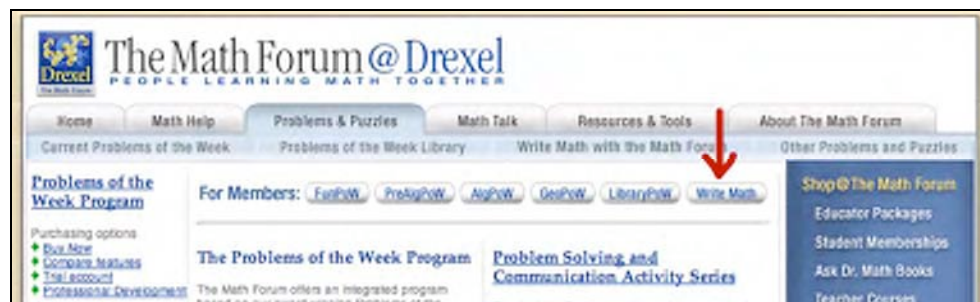 The Math Forum @ Drexel
PEOPLE LEARNING MATH TOGETHER
Drexel
The Math Forum
Home Math Help Problems & Puzzles Math Talk Resources & Tools About The Math Forum
Current Problems of the Week Problems of the Week Library Write Math with the Math Forum Other Problems and Puzzles
Problems of the
Week Program
Purchasing options
Buy Now
Compare features
Trial account
Professional Development
For Members: FunPoW PreAlgPoW AlgPoW GeoPoW LibraryPoW Write Math
The Problems of the Week Program
The Math Forum offers an integrated program
Problem Solving and
Communication Activity Series
Shop@The Math Forum
Educator Packages
Student Memberships
Ask Dr. Math Books
Teacher Courses